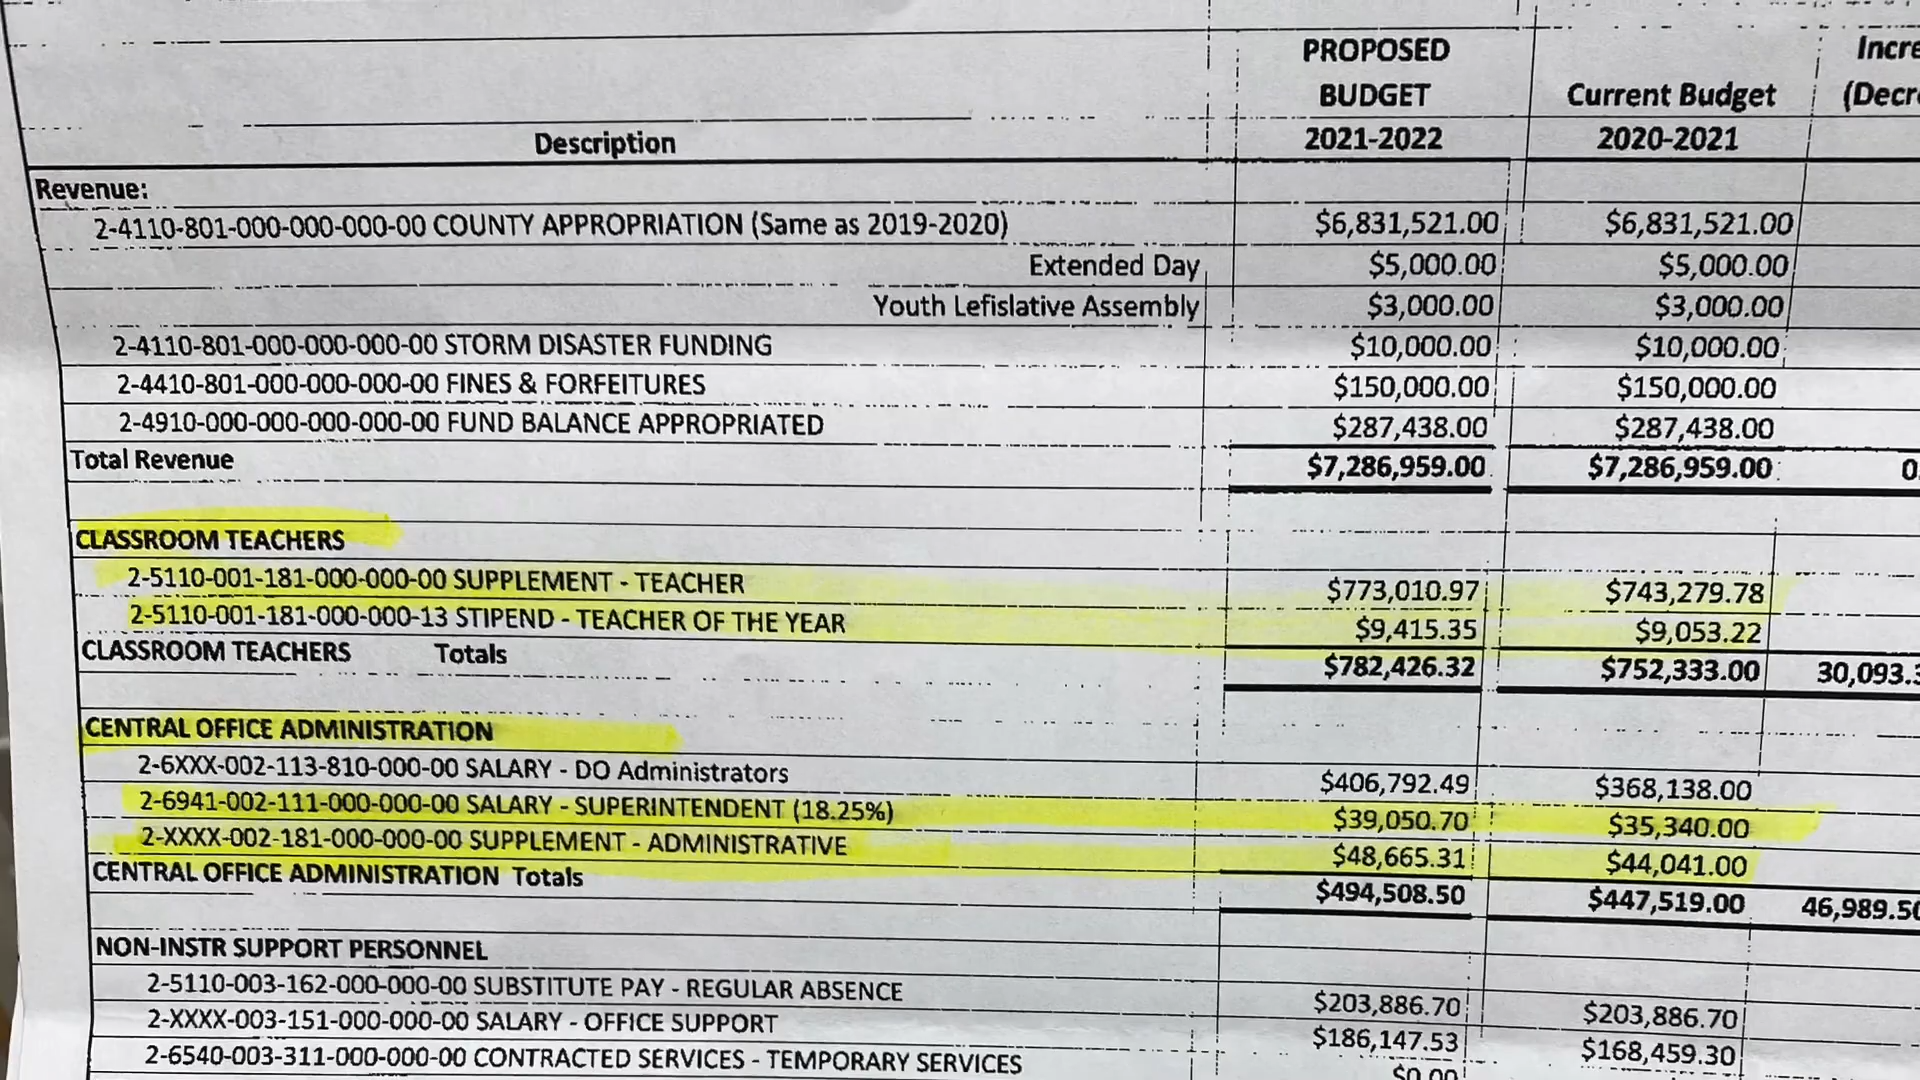 PROPOSED Incre
BUDGET Current Budget (Decr
Description 2021-2022 2020-2021
Revenue:
2-4110-801-000-000-000-00 COUNTY APPROPRIATION (Same as 2019-2020) $6,831,521.00 $6,831,521.00
Extended Day $5,000.00 $5,000.00
Youth Lefislative Assembly $3,000.00 $3,000.00
2-4110-801-000-000-000-00 STORM DISASTER FUNDING $10,000.00 $10,000.00
2-4410-801-000-000-000-00 FINES & FORFEITURES $150,000.00 $150,000.00
2-4910-000-000-000-000-00 FUND BALANCE APPROPRIATED $287,438.00 $287,438.00
Total Revenue $7,286,959.00 $7,286,959.00 0.
CLASSROOM TEACHERS
2-5110-001-181-000-000-00 SUPPLEMENT - TEACHER $773,010.97 $743,279.78
2-5110-001-181-000-000-13 STIPEND - TEACHER OF THE YEAR $9,415.35 $9,053.22
CLASSROOM TEACHERS Totals $782,426.32 $752,333.00 30,093.3
CENTRAL OFFICE ADMINISTRATION
2-6XXX-002-113-810-000-00 SALARY - DO Administrators $406,792.49 $368,138.00
2-6941-002-111-000-000-00 SALARY - SUPERINTENDENT (18.25%) $39,050.70 $35,340.00
2-XXXX-002-181-000-000-00 SUPPLEMENT - ADMINISTRATIVE $48,665.31 $44,041.00
CENTRAL OFFICE ADMINISTRATION Totals $494,508.50 $447,519.00 46,989.50
NON-INSTR SUPPORT PERSONNEL
2-5110-003-162-000-000-00 SUBSTITUTE PAY - REGULAR ABSENCE $203,886.70 $203,886.70
2-XXXX-003-151-000-000-00 SALARY - OFFICE SUPPORT $186,147.53 $168,459.30
2-6540-003-311-000-000-00 CONTRACTED SERVICES - TEMPORARY SERVICES $0.00